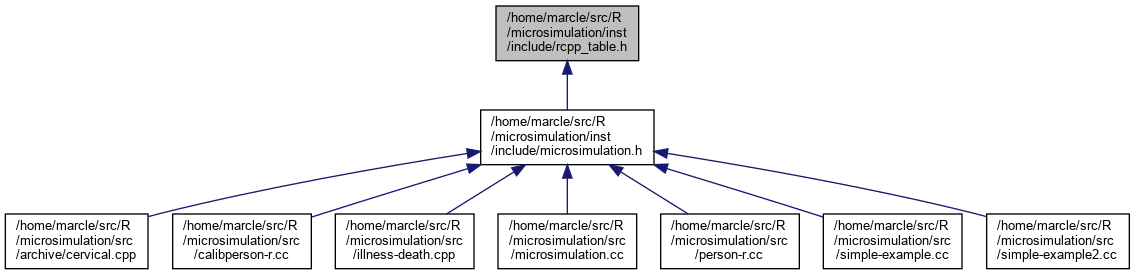 /home/marcle/src/R
/microsimulation/inst
/include/rcpp_table.h
/home/marcle/src/R
/microsimulation/inst
/include/microsimulation.h
/home/marcle/src/R
/microsimulation/src
/archive/cervical.cpp
/home/marcle/src/R
/microsimulation/src
/calibperson-r.cc
/home/marcle/src/R
/microsimulation/src
/illness-death.cpp
/home/marcle/src/R
/microsimulation/src
/microsimulation.cc
/home/marcle/src/R
/microsimulation/src
/person-r.cc
/home/marcle/src/R
/microsimulation/src
/simple-example.cc
/home/marcle/src/R
/microsimulation/src
/simple-example2.cc